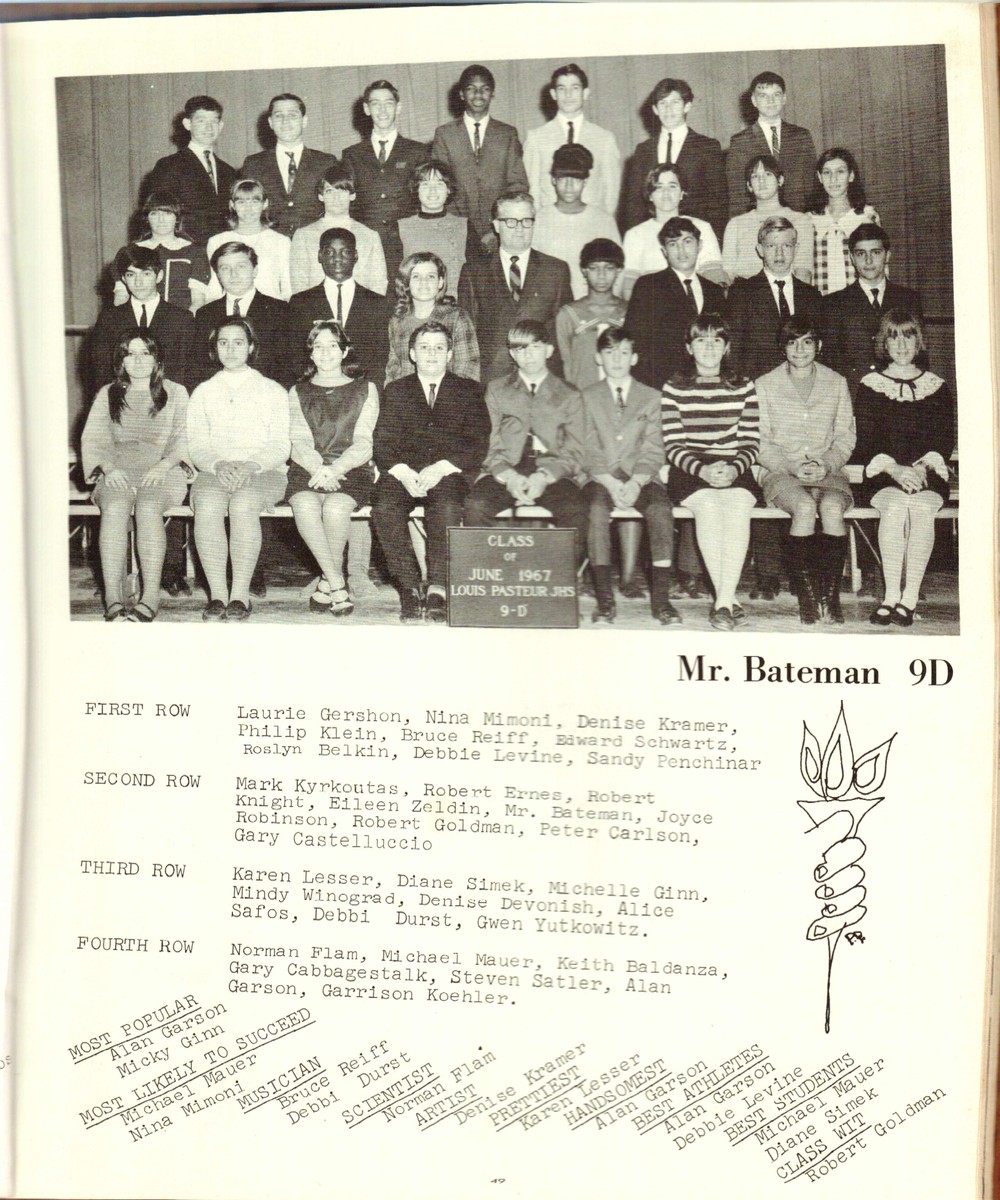 CLASS
OF
JUNE 1967
LOUIS PASTEUR JHS
9-D
Mr. Bateman 9D
FIRST ROW
Laurie Gershon, Nina Mimoni, Denise Kramer,
Philip Klein, Bruce Reiff, Edward Schwartz,
Roslyn Belkin, Debbie Levine, Sandy Penchinar
SECOND ROW
Mark Kyrkoutas, Robert Ernes, Robert
Knight, Eileen Zeldin, Mr. Bateman, Joyce
Robinson, Robert Goldman, Peter Carlson,
Gary Castelluccio
THIRD ROW
Karen Lesser, Diane Simek, Michelle Ginn,
Mindy Winograd, Denise Devonish, Alice
Safos, Debbi Durst, Gwen Yutkowitz.
FOURTH ROW
Norman Flam, Michael Mauer, Keith Baldanza,
Gary Cabbagestalk, Steven Satler, Alan
Garson, Garrison Koehler.
MOST POPULAR
Alan Garson
Micky Ginn
MOST LIKELY TO SUCCEED
Michael Mauer
Nina Mimoni
MUSICIAN
Bruce Reiff
Debbi Durst
SCIENTIST
Norman Flam
ARTIST
Denise Kramer
PRETTIEST
Karen Lesser
HANDSOMEST
Alan Garson
BEST ATHLETES
Alan Garson
Debbie Levine
BEST STUDENTS
Michael Mauer
Diane Simek
CLASS WIT
Robert Goldman
49